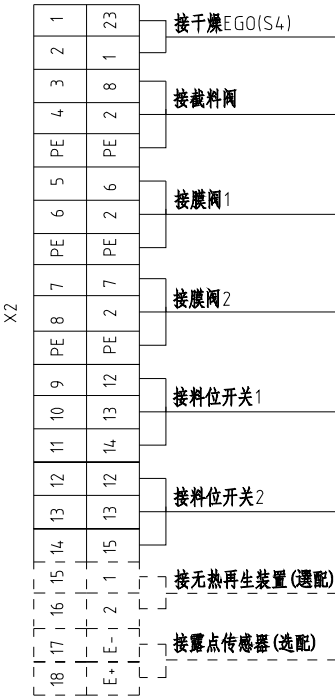 X2
1 23 接干燥EGO(S4)
2 1
3 8 接截料阀
4 2
PE PE
5 6 接膜阀1
6 2
PE PE
7 7 接膜阀2
8 2
PE PE
9 12 接料位开关1
10 13
11 14
12 12 接料位开关2
13 13
14 15
15 1 接无热再生装置(選配)
16 2
17 E- 接露点传感器(选配)
18 E+